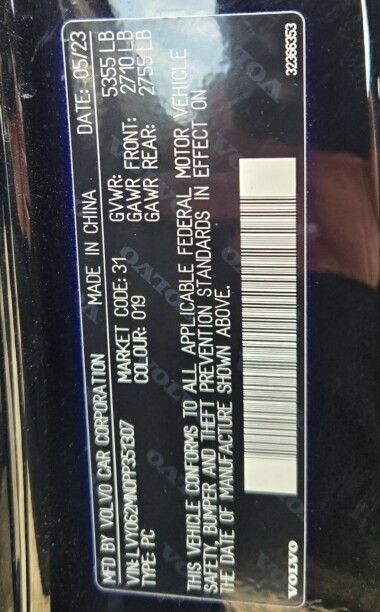 MFD BY VOLVO CAR CORPORATION MADE IN CHINA DATE: 05/23
VIN: LVY062MN0PP351307 MARKET CODE: 31 GVWR: 5355 LB
TYPE: PC COLOUR: 019 GAWR FRONT: 2710 LB
GAWR REAR: 2755 LB
THIS VEHICLE CONFORMS TO ALL APPLICABLE FEDERAL MOTOR VEHICLE
SAFETY, BUMPER AND THEFT PREVENTION STANDARDS IN EFFECT ON
THE DATE OF MANUFACTURE SHOWN ABOVE.
VOLVO 32366353